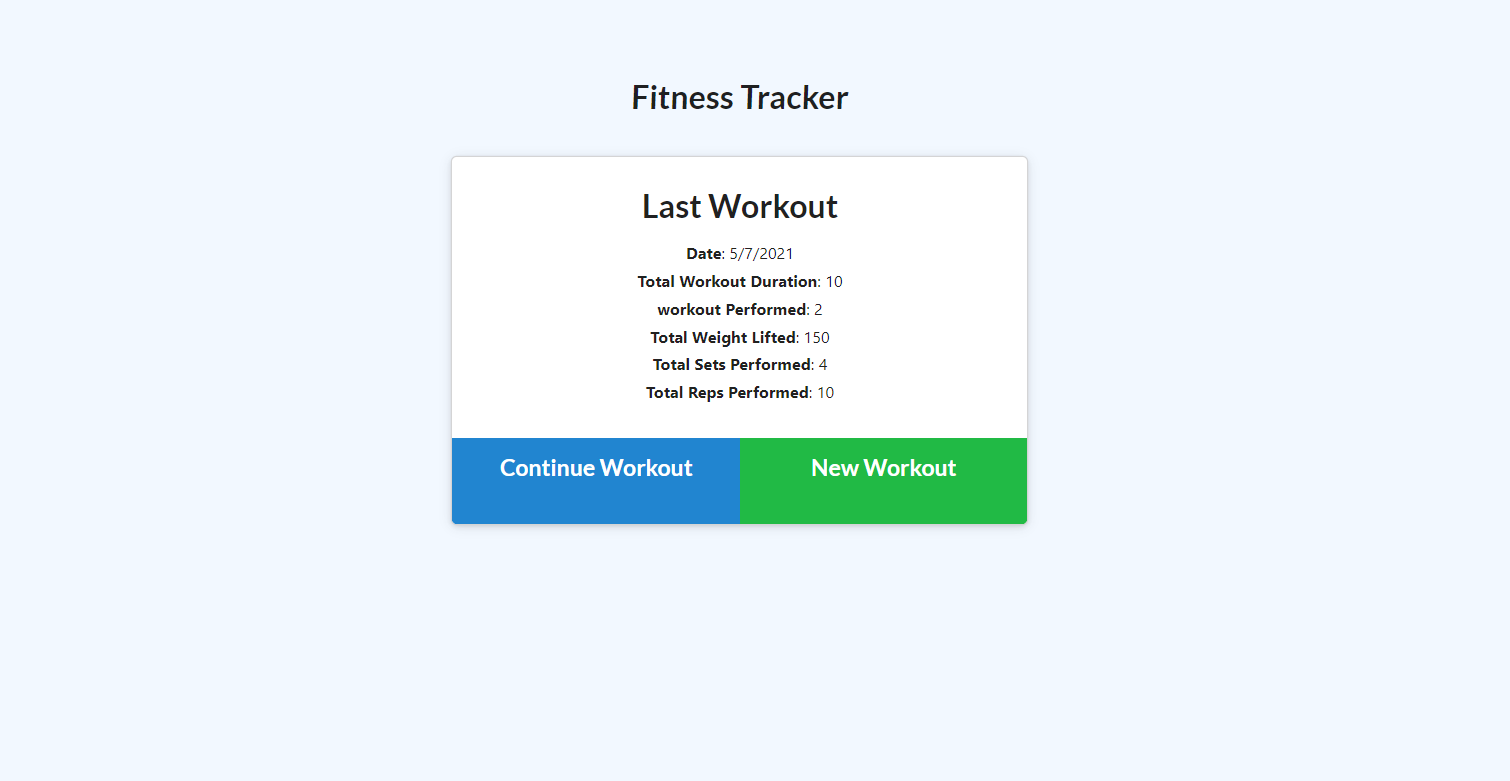 Fitness Tracker
Last Workout
Date: 5/7/2021
Total Workout Duration: 10
workout Performed: 2
Total Weight Lifted: 150
Total Sets Performed: 4
Total Reps Performed: 10
Continue Workout
New Workout